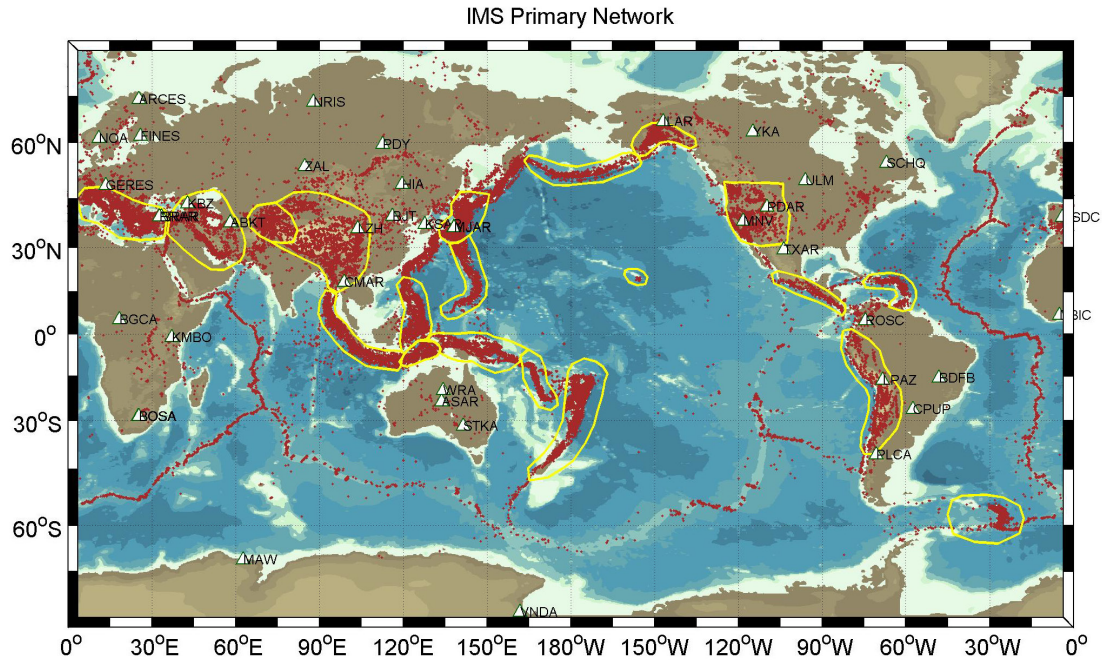 IMS Primary Network
ARCES
NRIS
ILAR
YKA
NOA
FINES
PDY
60°N
ZAL
SCHQ
GERES
HIA
ULM
KBZ
PDAR
ABKT
BJT
MNV
SDC
LZH
MJAR
30°N
TXAR
CMAR
BGCA
ROSC
BIC
0°
KMBO
LPAZ
BDFB
WRA
ASAR
CPUP
BOSA
30°S
STKA
PLCA
60°S
MAW
VNDA
0° 30°E 60°E 90°E 120°E 150°E 180°W 150°W 120°W 90°W 60°W 30°W 0°